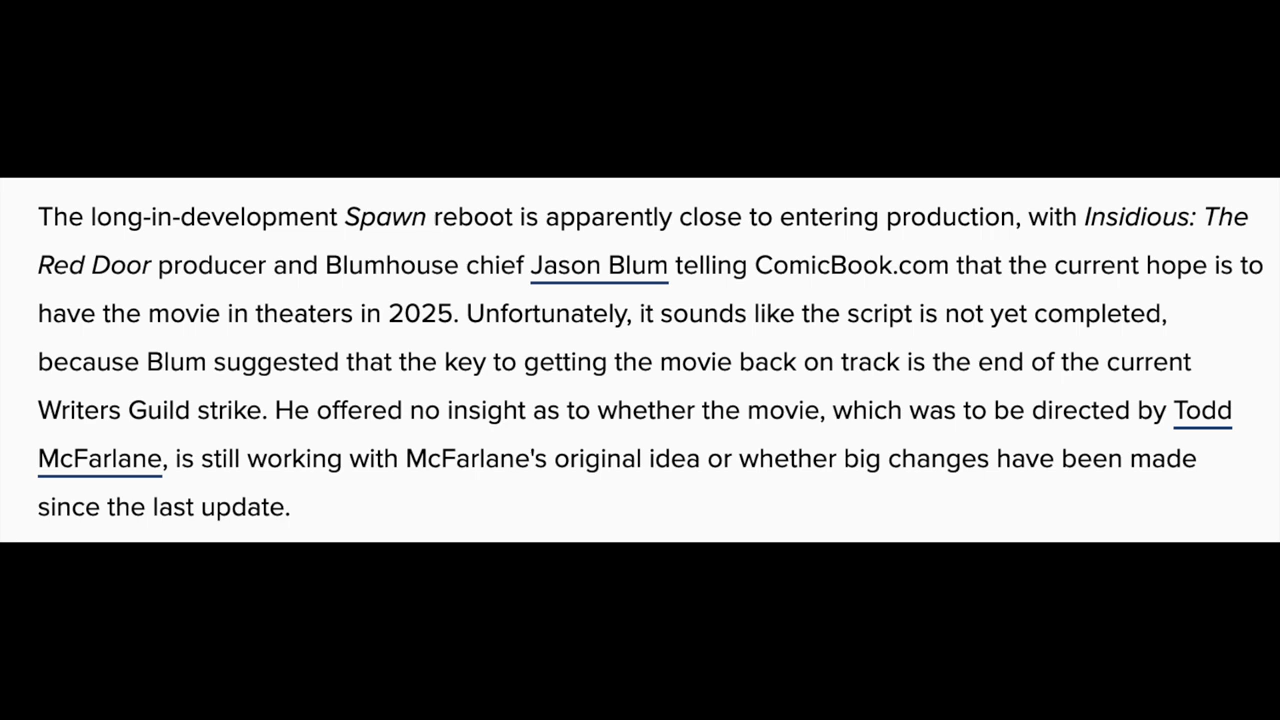 The long-in-development Spawn reboot is apparently close to entering production, with Insidious: The
Red Door producer and Blumhouse chief Jason Blum telling ComicBook.com that the current hope is to
have the movie in theaters in 2025. Unfortunately, it sounds like the script is not yet completed,
because Blum suggested that the key to getting the movie back on track is the end of the current
Writers Guild strike. He offered no insight as to whether the movie, which was to be directed by Todd
McFarlane, is still working with McFarlane's original idea or whether big changes have been made
since the last update.